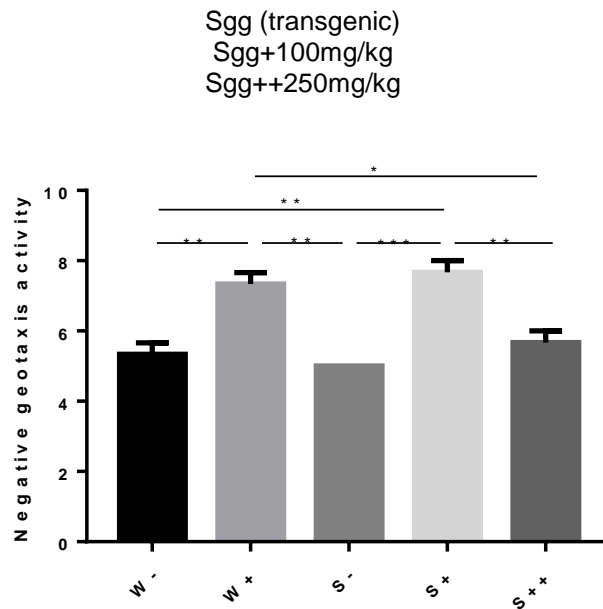 Sgg (transgenic)
Sgg+100mg/kg
Sgg++250mg/kg
*
**
** ** *** **
Negative geotaxis activity
10
8
6
4
2
0
W- W+ S- S+ S++